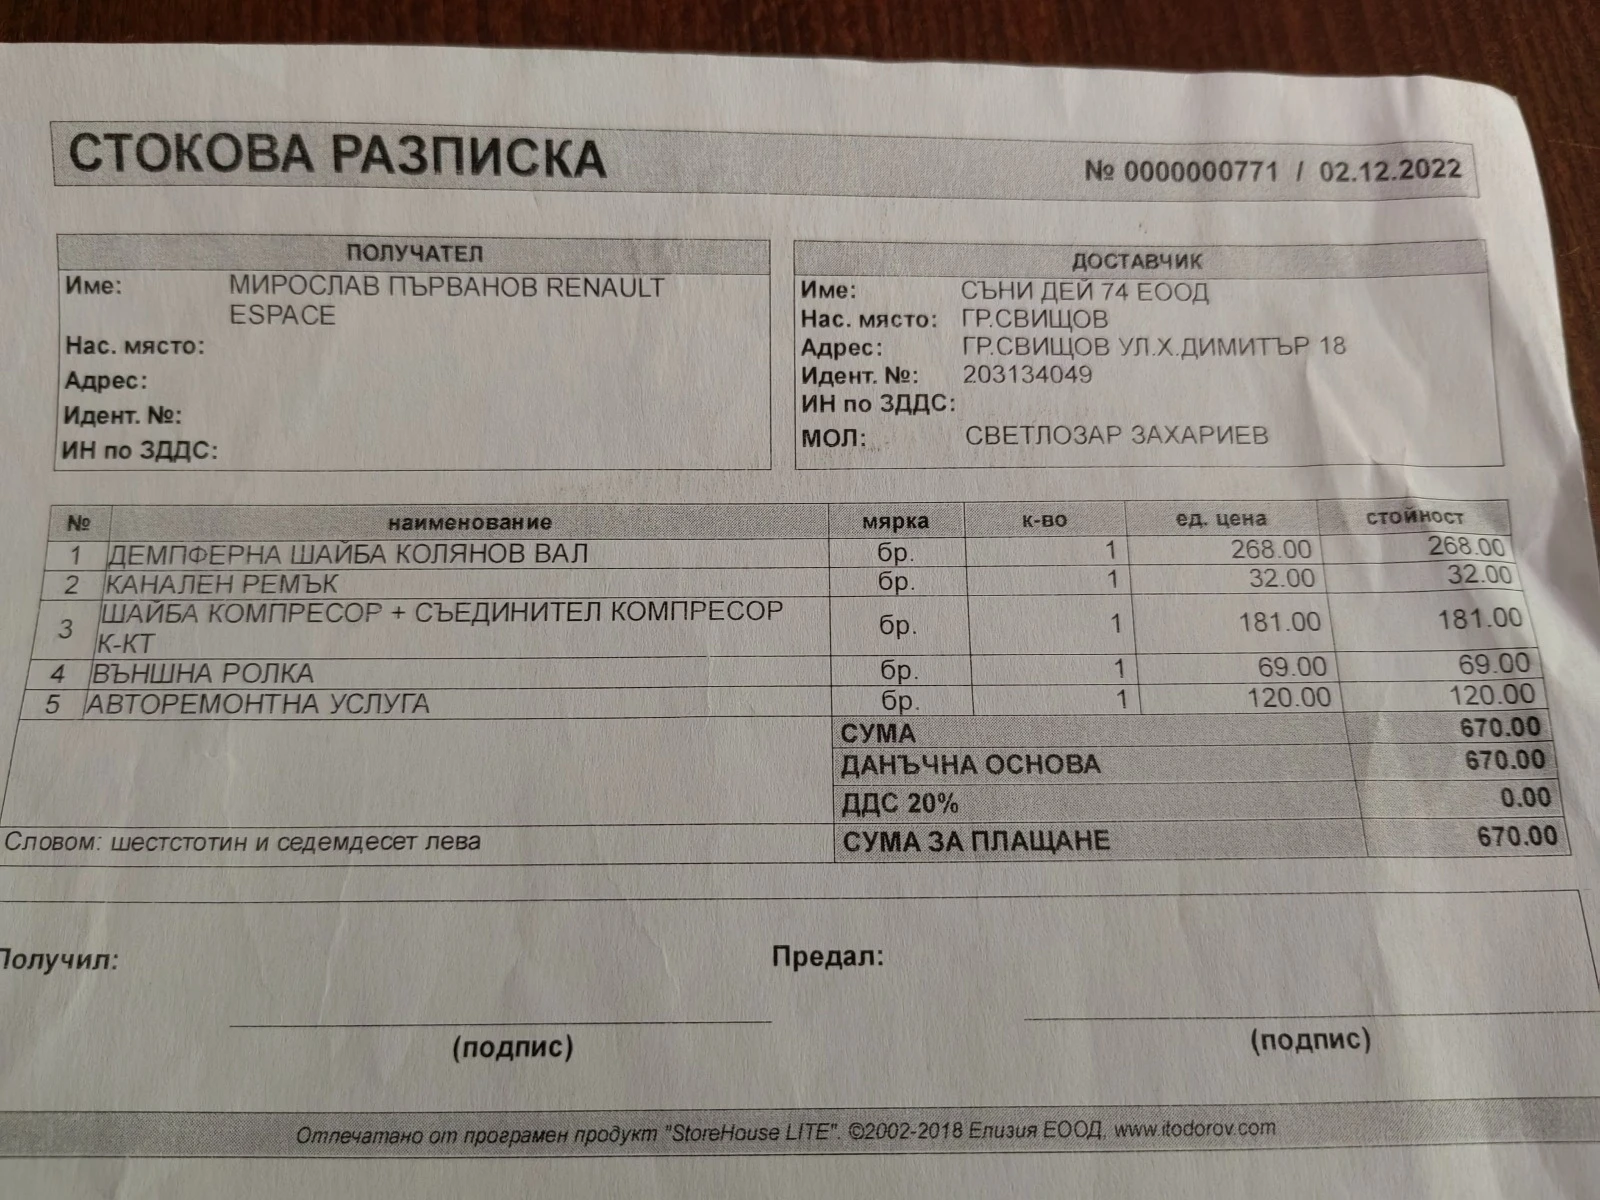 СТОКОВА РАЗПИСКА
№ 0000000771 / 02.12.2022
ПОЛУЧАТЕЛ
Име: МИРОСЛАВ ПЪРВАНОВ RENAULT
ESPACE
Нас. място:
Адрес:
Идент. №:
ИН по ЗДДС:
ДОСТАВЧИК
Име: СЪНИ ДЕЙ 74 ЕООД
Нас. място: ГР.СВИЩОВ
Адрес: ГР.СВИЩОВ УЛ.Х.ДИМИТЪР 18
Идент. №: 203134049
ИН по ЗДДС:
МОЛ: СВЕТЛОЗАР ЗАХАРИЕВ
№ наименование мярка к-во ед. цена стойност
1 ДЕМПФЕРНА ШАЙБА КОЛЯНОВ ВАЛ бр. 1 268.00 268.00
2 КАНАЛЕН РЕМЪК бр. 1 32.00 32.00
3 ШАЙБА КОМПРЕСОР + СЪЕДИНИТЕЛ КОМПРЕСОР
К-КТ бр. 1 181.00 181.00
4 ВЪНШНА РОЛКА бр. 1 69.00 69.00
5 АВТОРЕМОНТНА УСЛУГА бр. 1 120.00 120.00
СУМА 670.00
ДАНЪЧНА ОСНОВА 670.00
ДДС 20% 0.00
Словом: шестстотин и седемдесет лева СУМА ЗА ПЛАЩАНЕ 670.00
Получил: Предал:
(подпис) (подпис)
Отпечатано от програмен продукт "StoreHouse LITE". ©2002-2018 Елизия ЕООД, www.itodorov.com